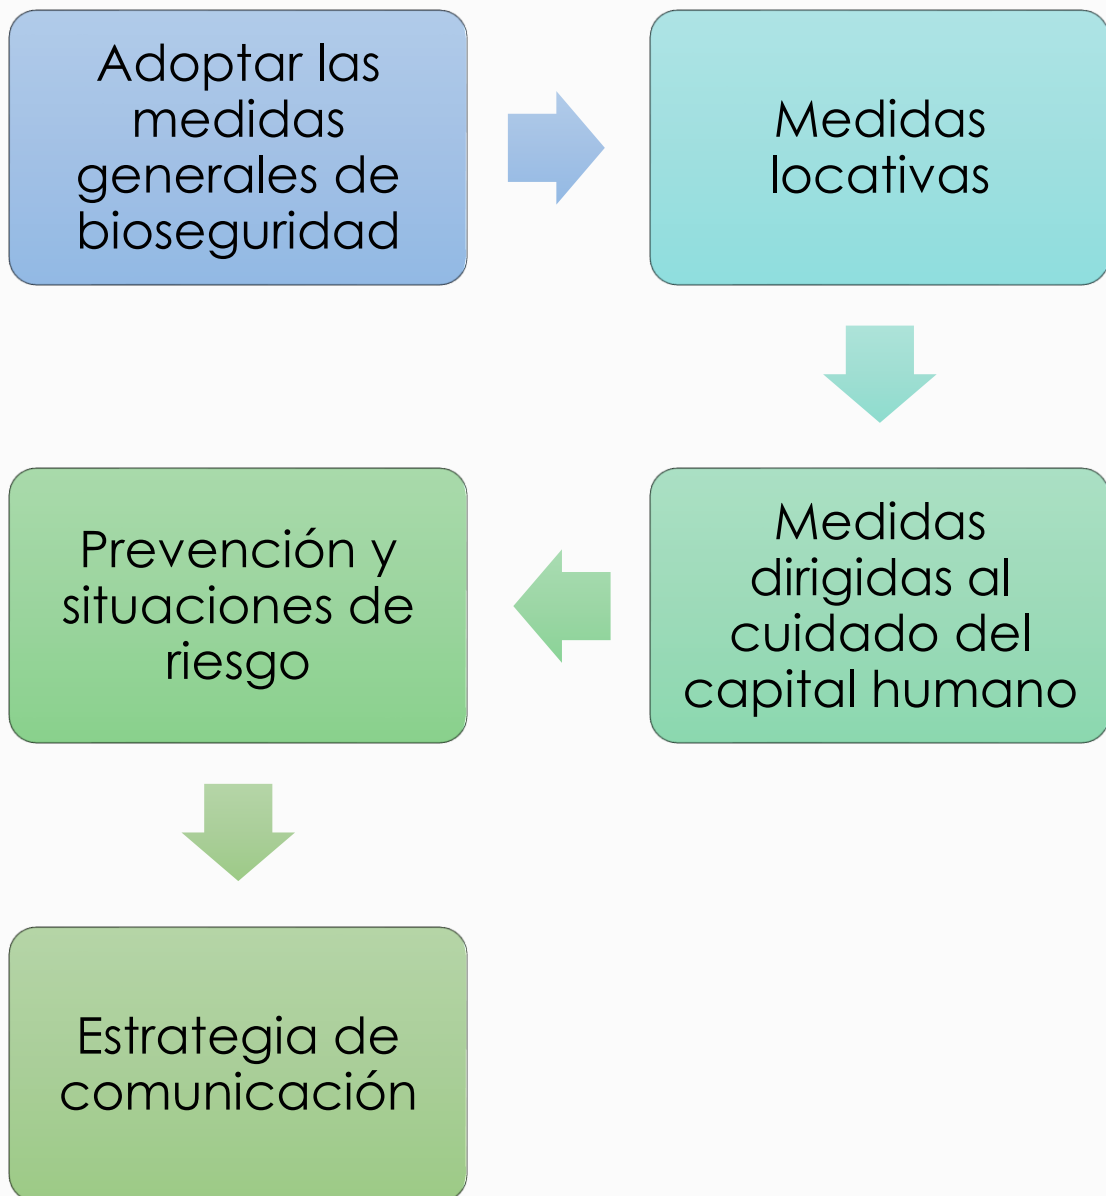 Adoptar las
medidas
generales de
bioseguridad
Medidas
locativas
Medidas
dirigidas al
cuidado del
capital humano
Prevención y
situaciones de
riesgo
Estrategia de
comunicación